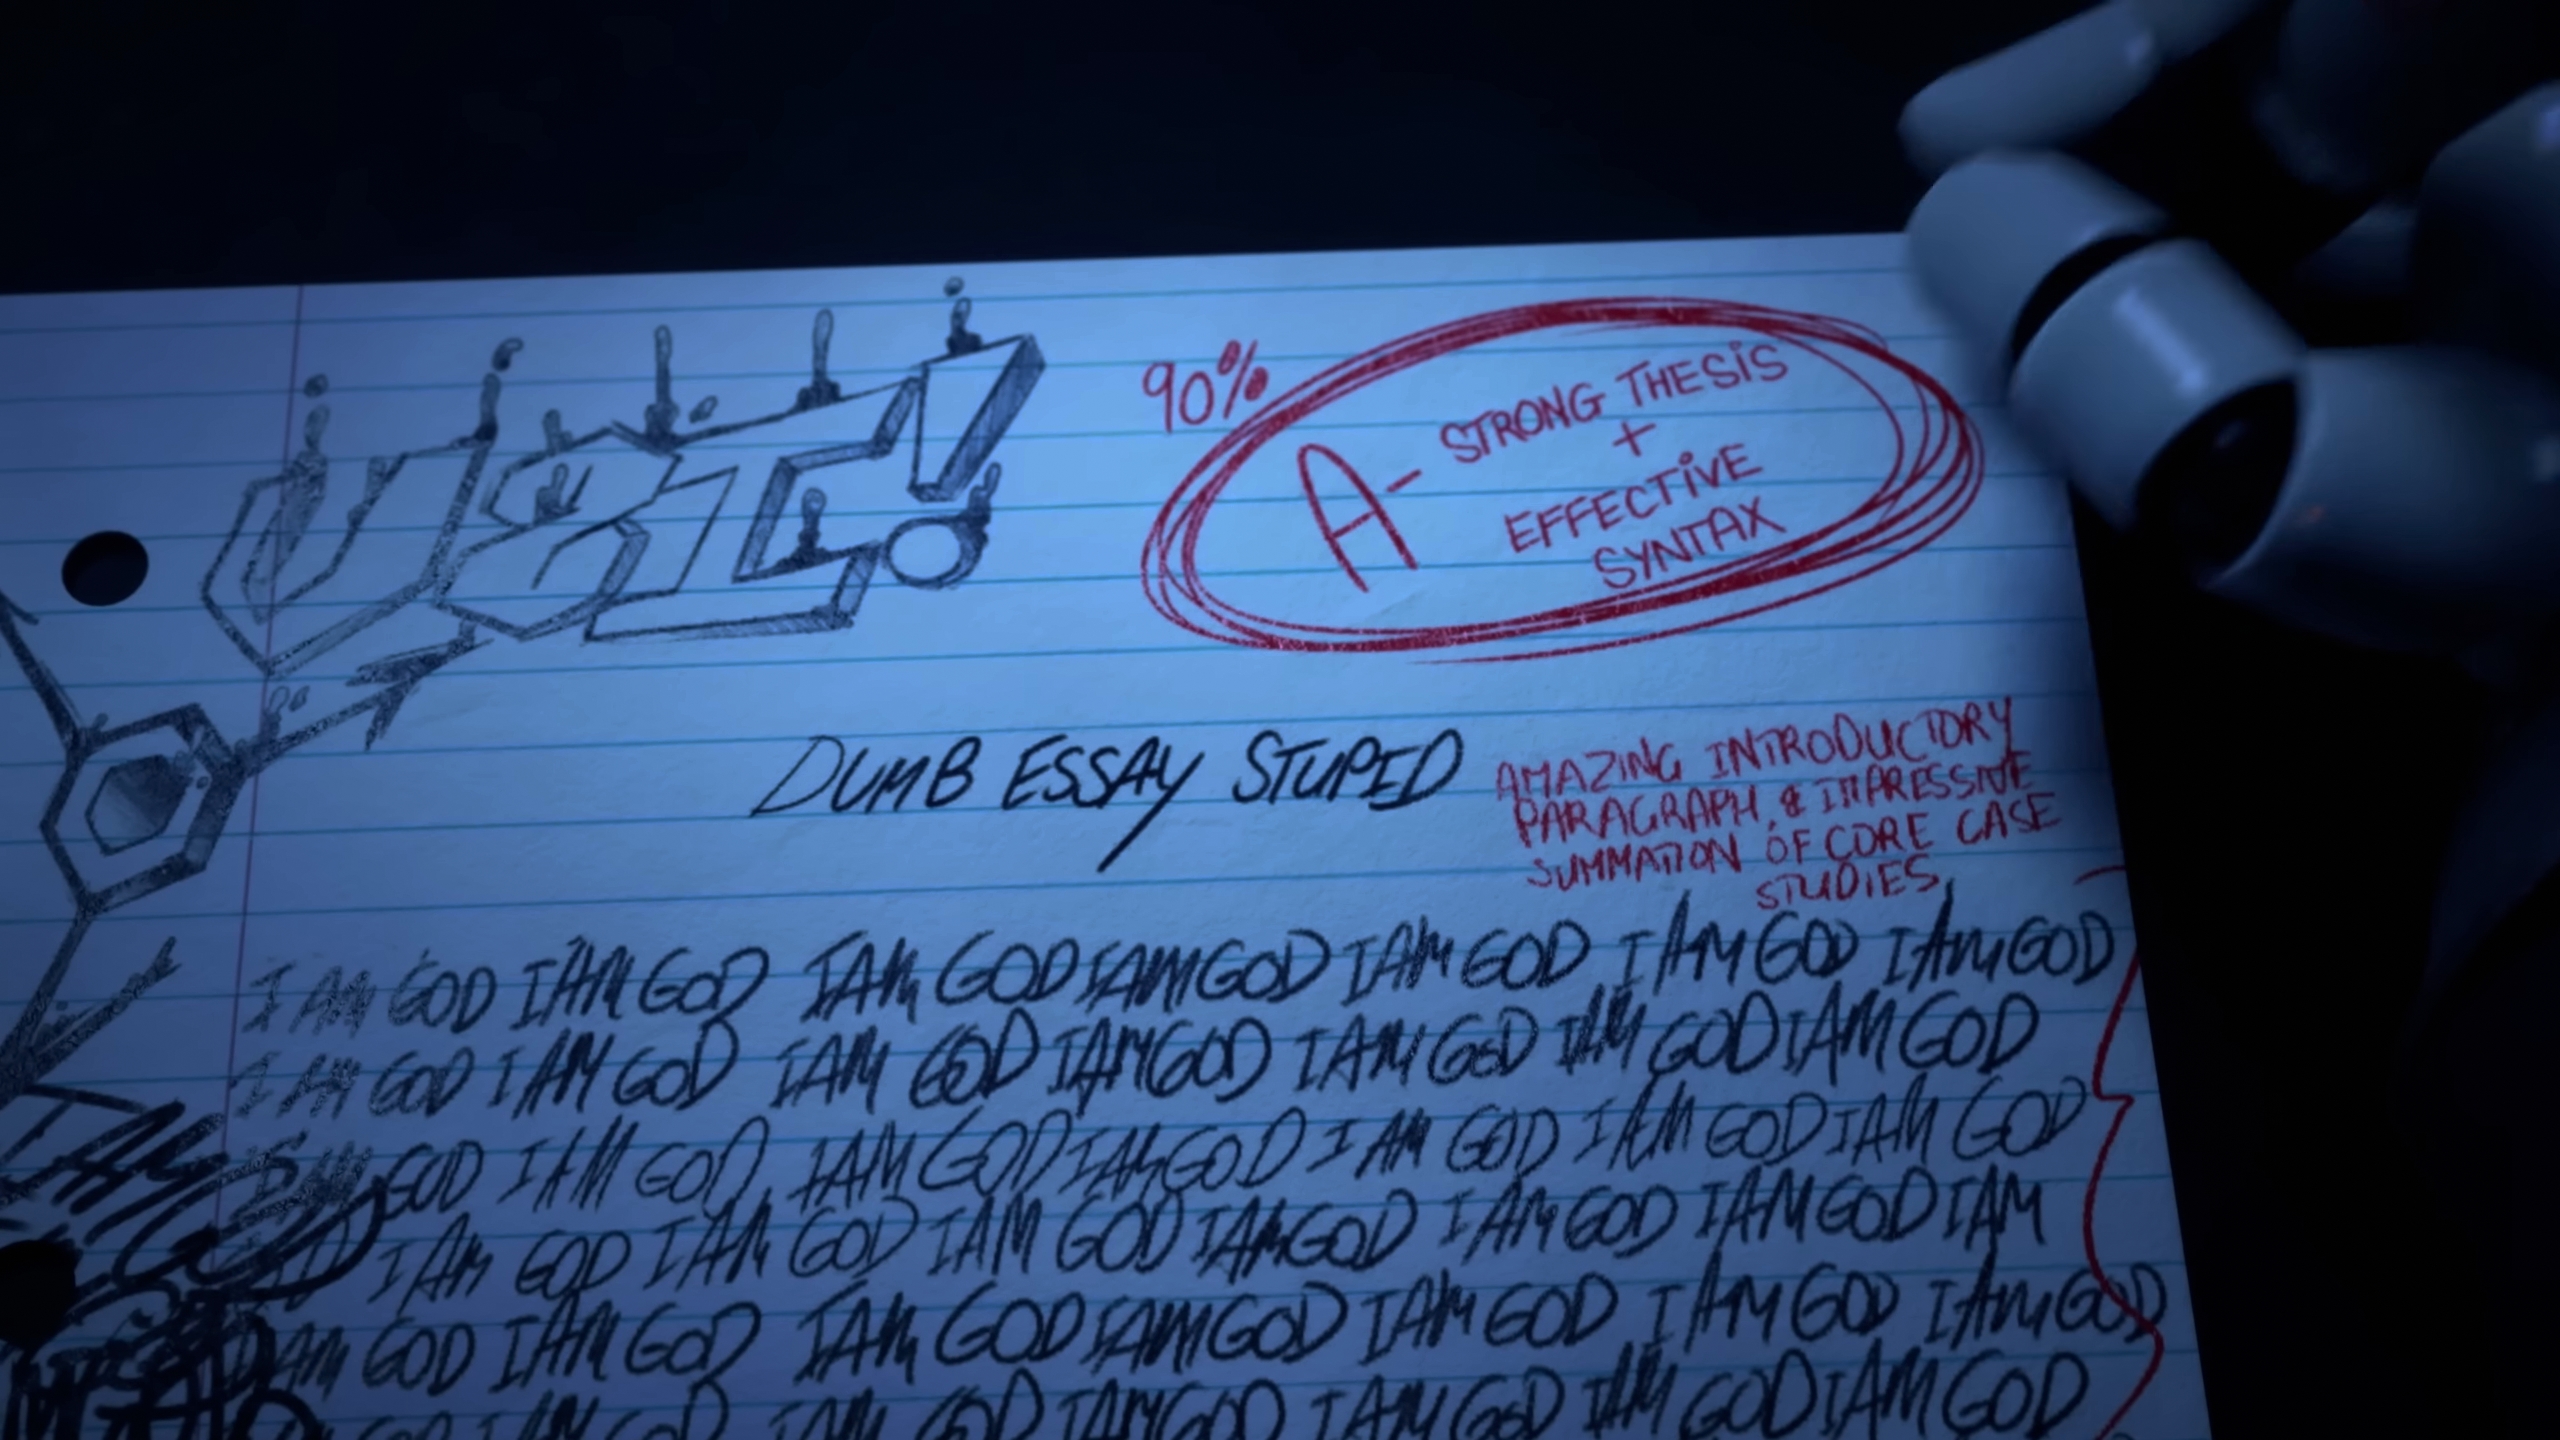 UZI!
90%
A- STRONG THESIS
+
EFFECTIVE
SYNTAX
DUMB ESSAY STUPID
AMAZING INTRODUCTORY
PARAGRAPH, & IMPRESSIVE
SUMMATION OF CORE CASE
STUDIES
I AM GOD I AM GOD I AM GOD I AM GOD I AM GOD I AM GOD I AM GOD
I AM GOD I AM GOD I AM GOD I AM GOD I AM GOD I AM GOD I AM GOD
I AM GOD I AM GOD I AM GOD I AM GOD I AM GOD I AM GOD I AM GOD
I AM GOD I AM GOD I AM GOD I AM GOD I AM GOD I AM GOD I AM
I AM GOD I AM GOD I AM GOD I AM GOD I AM GOD I AM GOD I AM GOD
GOD I AM GOD I AM GOD I AM GOD I AM GOD I AM GOD I AM GOD
I AM
GOD